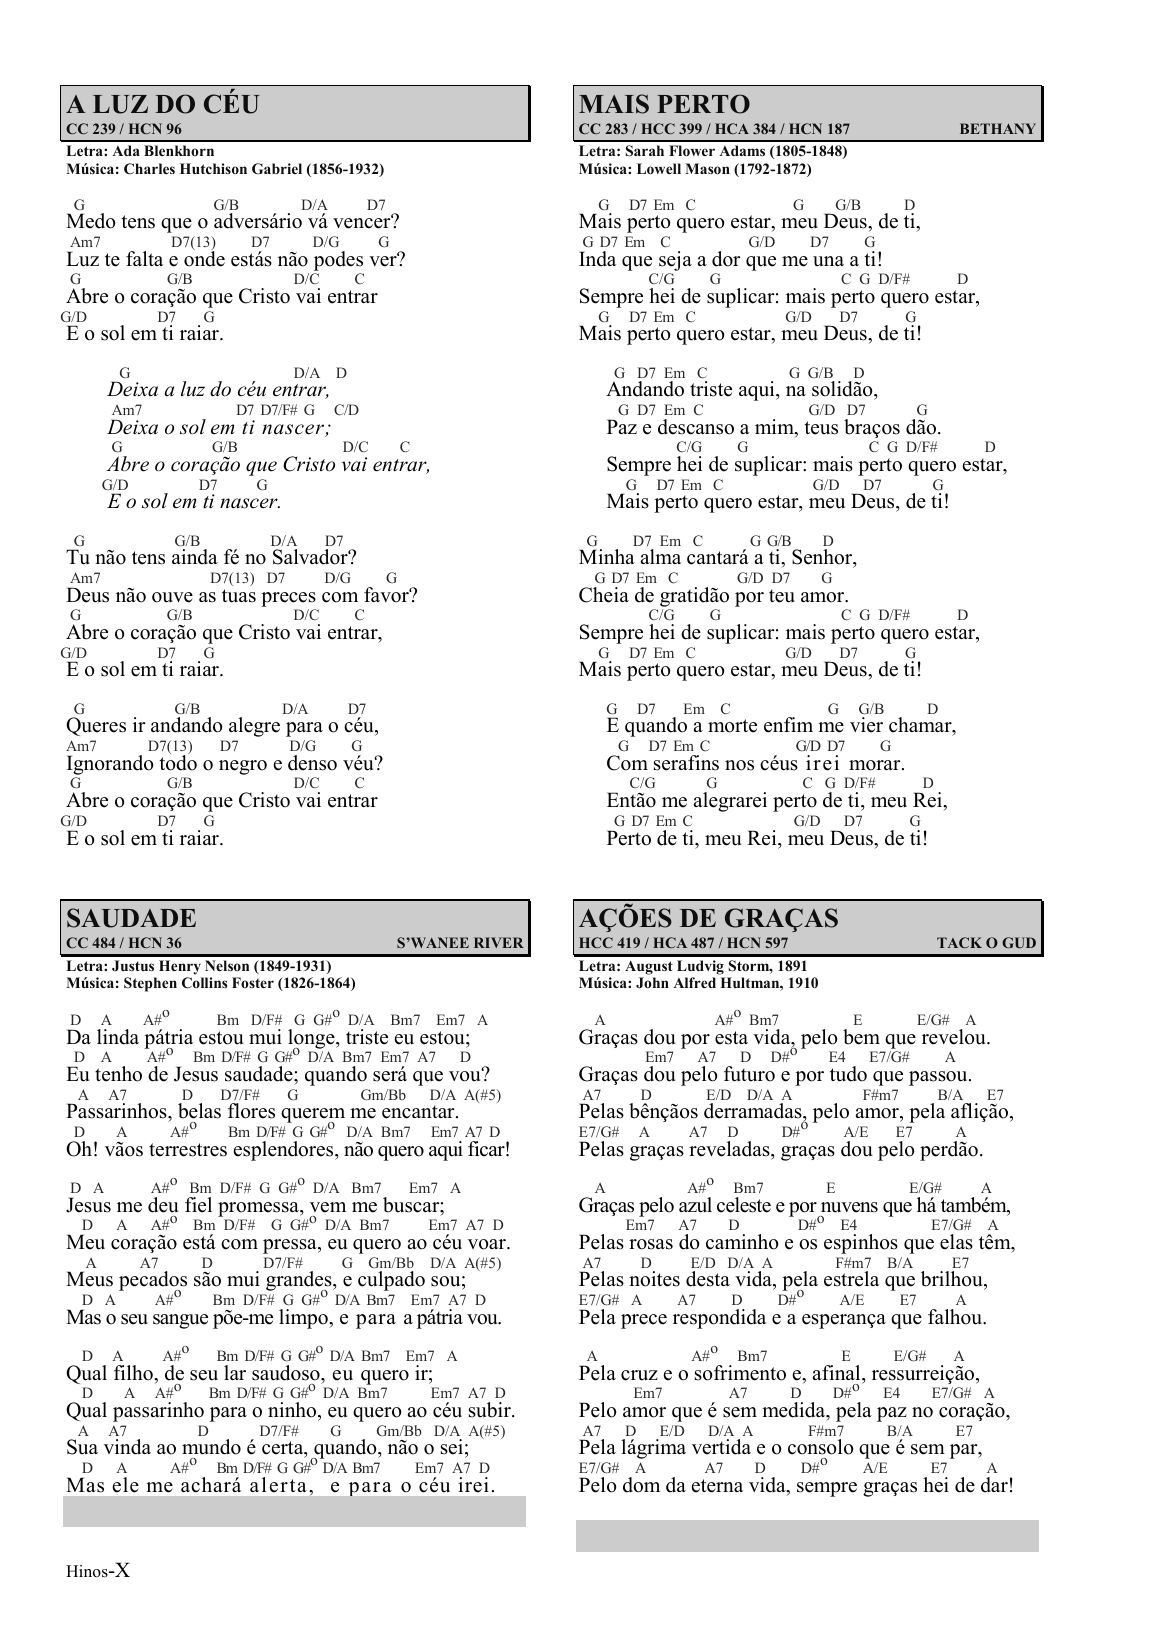 A LUZ DO CÉU
CC 239 / HCN 96
Letra: Ada Blenkhorn
Música: Charles Hutchison Gabriel (1856-1932)
G G/B D/A D7
Medo tens que o adversário vá vencer?
Am7 D7(13) D7 D/G G
Luz te falta e onde estás não podes ver?
G G/B D/C C
Abre o coração que Cristo vai entrar
G/D D7 G
E o sol em ti raiar.
G D/A D
Deixa a luz do céu entrar,
Am7 D7 D7/F# G C/D
Deixa o sol em ti nascer;
G G/B D/C C
Abre o coração que Cristo vai entrar,
G/D D7 G
E o sol em ti nascer.
G G/B D/A D7
Tu não tens ainda fé no Salvador?
Am7 D7(13) D7 D/G G
Deus não ouve as tuas preces com favor?
G G/B D/C C
Abre o coração que Cristo vai entrar,
G/D D7 G
E o sol em ti raiar.
G G/B D/A D7
Queres ir andando alegre para o céu,
Am7 D7(13) D7 D/G G
Ignorando todo o negro e denso véu?
G G/B D/C C
Abre o coração que Cristo vai entrar
G/D D7 G
E o sol em ti raiar.
SAUDADE
CC 484 / HCN 36 S’WANEE RIVER
Letra: Justus Henry Nelson (1849-1931)
Música: Stephen Collins Foster (1826-1864)
D A A#º Bm D/F# G G#º D/A Bm7 Em7 A
Da linda pátria estou mui longe, triste eu estou;
D A A#º Bm D/F# G G#º D/A Bm7 Em7 A7 D
Eu tenho de Jesus saudade; quando será que vou?
A A7 D D7/F# G Gm/Bb D/A A(#5)
Passarinhos, belas flores querem me encantar.
D A A#º Bm D/F# G G#º D/A Bm7 Em7 A7 D
Oh! vãos terrestres esplendores, não quero aqui ficar!
D A A#º Bm D/F# G G#º D/A Bm7 Em7 A
Jesus me deu fiel promessa, vem me buscar;
D A A#º Bm D/F# G G#º D/A Bm7 Em7 A7 D
Meu coração está com pressa, eu quero ao céu voar.
A A7 D D7/F# G Gm/Bb D/A A(#5)
Meus pecados são mui grandes, e culpado sou;
D A A#º Bm D/F# G G#º D/A Bm7 Em7 A7 D
Mas o seu sangue põe-me limpo, e para a pátria vou.
D A A#º Bm D/F# G G#º D/A Bm7 Em7 A
Qual filho, de seu lar saudoso, eu quero ir;
D A A#º Bm D/F# G G#º D/A Bm7 Em7 A7 D
Qual passarinho para o ninho, eu quero ao céu subir.
A A7 D D7/F# G Gm/Bb D/A A(#5)
Sua vinda ao mundo é certa, quando, não o sei;
D A A#º Bm D/F# G G#º D/A Bm7 Em7 A7 D
Mas ele me achará alerta, e para o céu irei.
MAIS PERTO
CC 283 / HCC 399 / HCA 384 / HCN 187 BETHANY
Letra: Sarah Flower Adams (1805-1848)
Música: Lowell Mason (1792-1872)
G D7 Em C G G/B D
Mais perto quero estar, meu Deus, de ti,
G D7 Em C G/D D7 G
Inda que seja a dor que me una a ti!
C/G G C G D/F# D
Sempre hei de suplicar: mais perto quero estar,
G D7 Em C G/D D7 G
Mais perto quero estar, meu Deus, de ti!
G D7 Em C G G/B D
Andando triste aqui, na solidão,
G D7 Em C G/D D7 G
Paz e descanso a mim, teus braços dão.
C/G G C G D/F# D
Sempre hei de suplicar: mais perto quero estar,
G D7 Em C G/D D7 G
Mais perto quero estar, meu Deus, de ti!
G D7 Em C G G/B D
Minha alma cantará a ti, Senhor,
G D7 Em C G/D D7 G
Cheia de gratidão por teu amor.
C/G G C G D/F# D
Sempre hei de suplicar: mais perto quero estar,
G D7 Em C G/D D7 G
Mais perto quero estar, meu Deus, de ti!
G D7 Em C G G/B D
E quando a morte enfim me vier chamar,
G D7 Em C G/D D7 G
Com serafins nos céus irei morar.
C/G G C G D/F# D
Então me alegrarei perto de ti, meu Rei,
G D7 Em C G/D D7 G
Perto de ti, meu Rei, meu Deus, de ti!
AÇÕES DE GRAÇAS
HCC 419 / HCA 487 / HCN 597 TACK O GUD
Letra: August Ludvig Storm, 1891
Música: John Alfred Hultman, 1910
A A#º Bm7 E E/G# A
Graças dou por esta vida, pelo bem que revelou.
Em7 A7 D D#º E4 E7/G# A
Graças dou pelo futuro e por tudo que passou.
A7 D E/D D/A A F#m7 B/A E7
Pelas bênçãos derramadas, pelo amor, pela aflição,
E7/G# A A7 D D#º A/E E7 A
Pelas graças reveladas, graças dou pelo perdão.
A A#º Bm7 E E/G# A
Graças pelo azul celeste e por nuvens que há também,
Em7 A7 D D#º E4 E7/G# A
Pelas rosas do caminho e os espinhos que elas têm,
A7 D E/D D/A A F#m7 B/A E7
Pelas noites desta vida, pela estrela que brilhou,
E7/G# A A7 D D#º A/E E7 A
Pela prece respondida e a esperança que falhou.
A A#º Bm7 E E/G# A
Pela cruz e o sofrimento e, afinal, ressurreição,
Em7 A7 D D#º E4 E7/G# A
Pelo amor que é sem medida, pela paz no coração,
A7 D E/D D/A A F#m7 B/A E7
Pela lágrima vertida e o consolo que é sem par,
E7/G# A A7 D D#º A/E E7 A
Pelo dom da eterna vida, sempre graças hei de dar!
Hinos-X